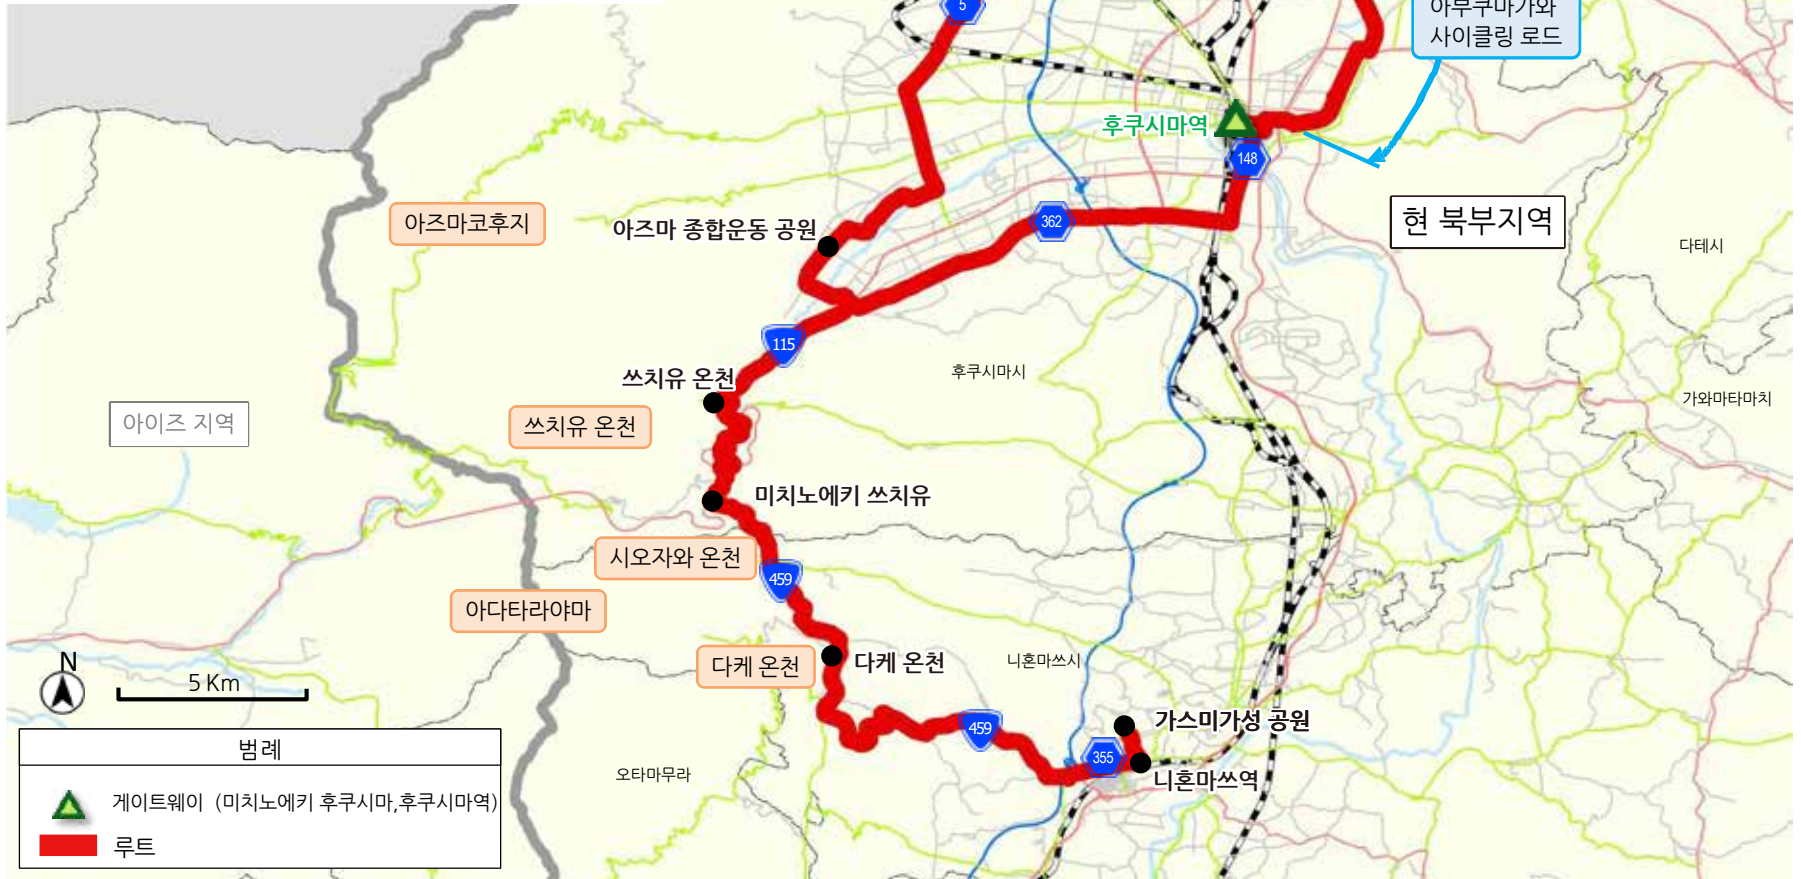 5
아부쿠마가와
사이클링 로드
후쿠시마역
148
아즈마코후지
아즈마 종합운동 공원
362
현 북부지역
다테시
115
후쿠시마시
쓰치유 온천
가와마타마치
아이즈 지역
쓰치유 온천
미치노에키 쓰치유
시오자와 온천
459
아다타라야마
다케 온천
다케 온천
니혼마쓰시
N
5 Km
459
가스미가성 공원
355
니혼마쓰역
오타마무라
범례
게이트웨이 (미치노에키 후쿠시마,후쿠시마역)
루트